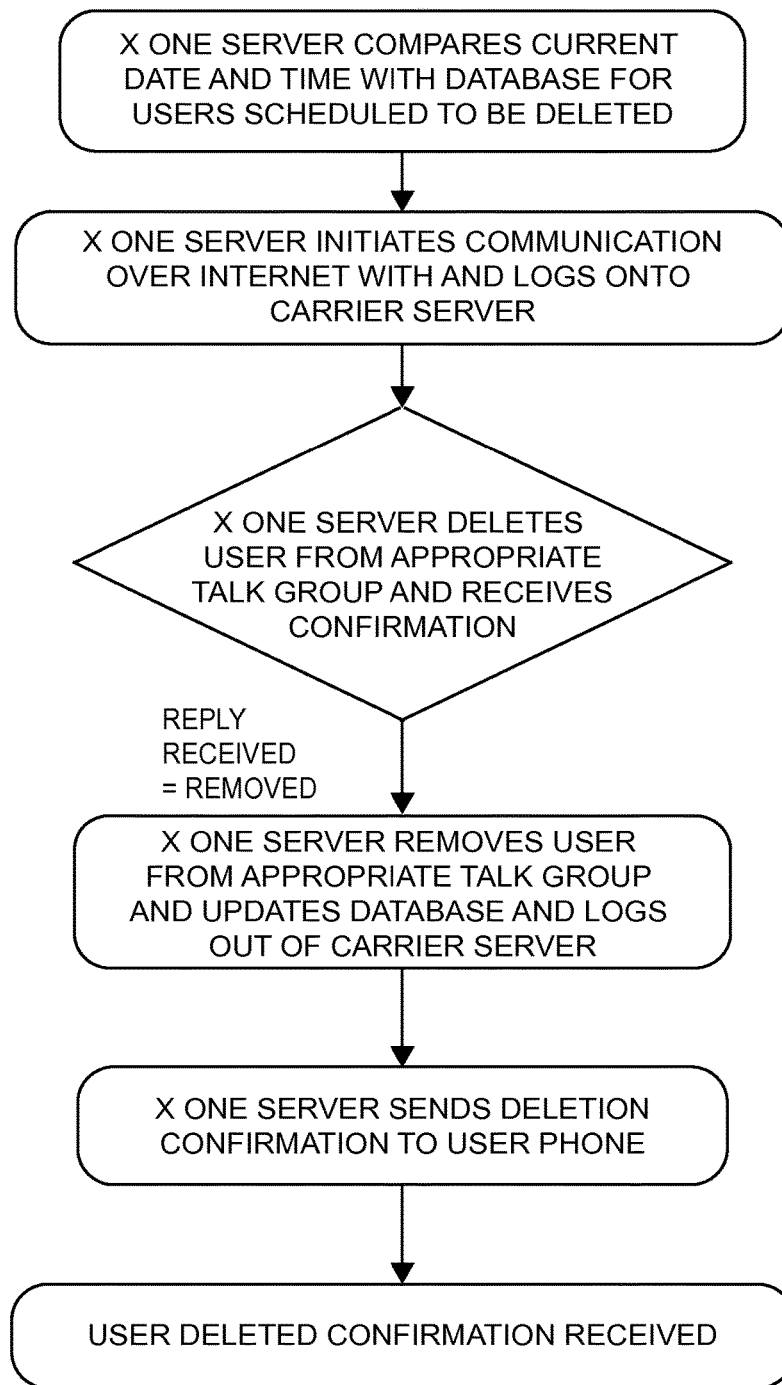 X ONE SERVER COMPARES CURRENT
DATE AND TIME WITH DATABASE FOR
USERS SCHEDULED TO BE DELETED
X ONE SERVER INITIATES COMMUNICATION
OVER INTERNET WITH AND LOGS ONTO
CARRIER SERVER
X ONE SERVER DELETES
USER FROM APPROPRIATE
TALK GROUP AND RECEIVES
CONFIRMATION
REPLY
RECEIVED
= REMOVED
X ONE SERVER REMOVES USER
FROM APPROPRIATE TALK GROUP
AND UPDATES DATABASE AND LOGS
OUT OF CARRIER SERVER
X ONE SERVER SENDS DELETION
CONFIRMATION TO USER PHONE
USER DELETED CONFIRMATION RECEIVED